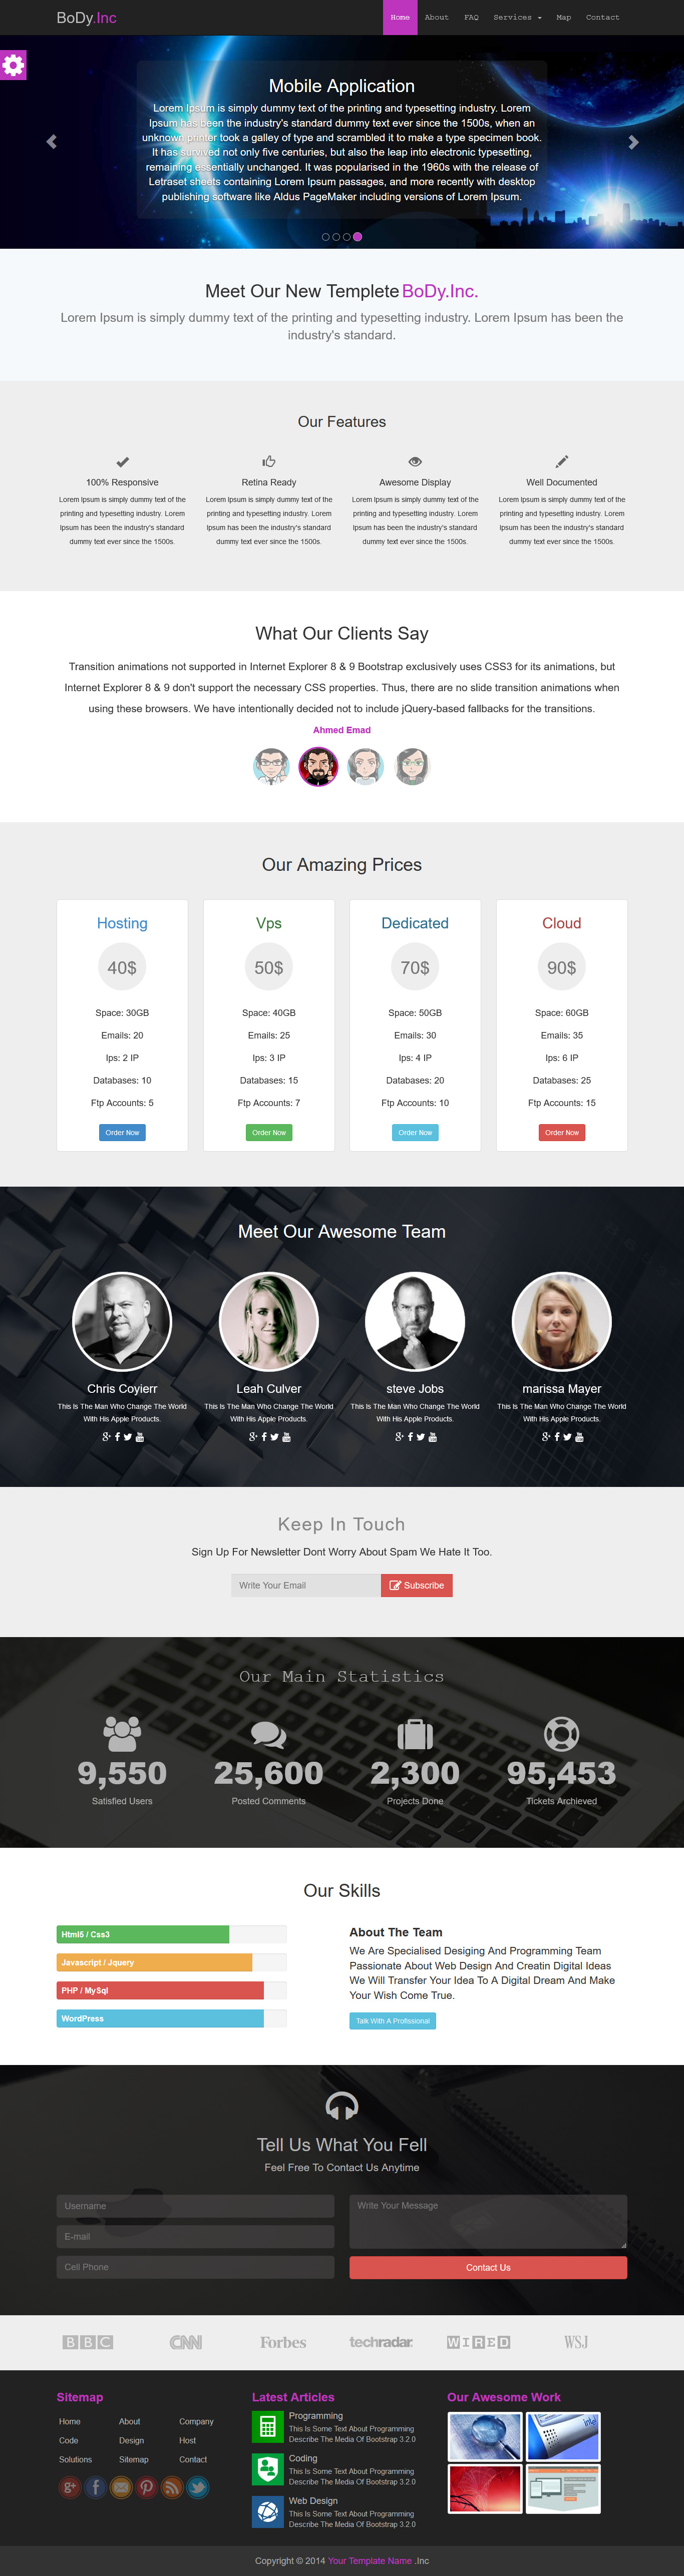 BoDy.Inc
Home About FAQ Services Map Contact
Mobile Application
Lorem Ipsum is simply dummy text of the printing and typesetting industry. Lorem
Ipsum has been the industry's standard dummy text ever since the 1500s, when an
unknown printer took a galley of type and scrambled it to make a type specimen book.
It has survived not only five centuries, but also the leap into electronic typesetting,
remaining essentially unchanged. It was popularised in the 1960s with the release of
Letraset sheets containing Lorem Ipsum passages, and more recently with desktop
publishing software like Aldus PageMaker including versions of Lorem Ipsum.
Meet Our New Templete BoDy.Inc.
Lorem Ipsum is simply dummy text of the printing and typesetting industry. Lorem Ipsum has been the
industry's standard.
Our Features
100% Responsive
Lorem Ipsum is simply dummy text of the
printing and typesetting industry. Lorem
Ipsum has been the industry's standard
dummy text ever since the 1500s.
Retina Ready
Lorem Ipsum is simply dummy text of the
printing and typesetting industry. Lorem
Ipsum has been the industry's standard
dummy text ever since the 1500s.
Awesome Display
Lorem Ipsum is simply dummy text of the
printing and typesetting industry. Lorem
Ipsum has been the industry's standard
dummy text ever since the 1500s.
Well Documented
Lorem Ipsum is simply dummy text of the
printing and typesetting industry. Lorem
Ipsum has been the industry's standard
dummy text ever since the 1500s.
What Our Clients Say
Transition animations not supported in Internet Explorer 8 & 9 Bootstrap exclusively uses CSS3 for its animations, but
Internet Explorer 8 & 9 don't support the necessary CSS properties. Thus, there are no slide transition animations when
using these browsers. We have intentionally decided not to include jQuery-based fallbacks for the transitions.
Ahmed Emad
Our Amazing Prices
Hosting
40$
Space: 30GB
Emails: 20
Ips: 2 IP
Databases: 10
Ftp Accounts: 5
Order Now
Vps
50$
Space: 40GB
Emails: 25
Ips: 3 IP
Databases: 15
Ftp Accounts: 7
Order Now
Dedicated
70$
Space: 50GB
Emails: 30
Ips: 4 IP
Databases: 20
Ftp Accounts: 10
Order Now
Cloud
90$
Space: 60GB
Emails: 35
Ips: 6 IP
Databases: 25
Ftp Accounts: 15
Order Now
Meet Our Awesome Team
Chris Coyierr
This Is The Man Who Change The World
With His Apple Products.
Leah Culver
This Is The Man Who Change The World
With His Apple Products.
steve Jobs
This Is The Man Who Change The World
With His Apple Products.
marissa Mayer
This Is The Man Who Change The World
With His Apple Products.
Keep In Touch
Sign Up For Newsletter Dont Worry About Spam We Hate It Too.
Write Your Email
Subscribe
Our Main Statistics
9,550
Satisfied Users
25,600
Posted Comments
2,300
Projects Done
95,453
Tickets Archieved
Our Skills
Html5 / Css3
Javascript / Jquery
PHP / MySql
WordPress
About The Team
We Are Specialised Desiging And Programming Team
Passionate About Web Design And Creatin Digital Ideas
We Will Transfer Your Idea To A Digital Dream And Make
Your Wish Come True.
Talk With A Profissional
Tell Us What You Fell
Feel Free To Contact Us Anytime
Username
E-mail
Cell Phone
Write Your Message
Contact Us
BBC CNN Forbes techradar. WIRED WSJ
Sitemap
Home About Company
Code Design Host
Solutions Sitemap Contact
Latest Articles
Programming
This Is Some Text About Programming
Describe The Media Of Bootstrap 3.2.0
Coding
This Is Some Text About Programming
Describe The Media Of Bootstrap 3.2.0
Web Design
This Is Some Text About Programming
Describe The Media Of Bootstrap 3.2.0
Our Awesome Work
intel
Copyright © 2014 Your Template Name .Inc